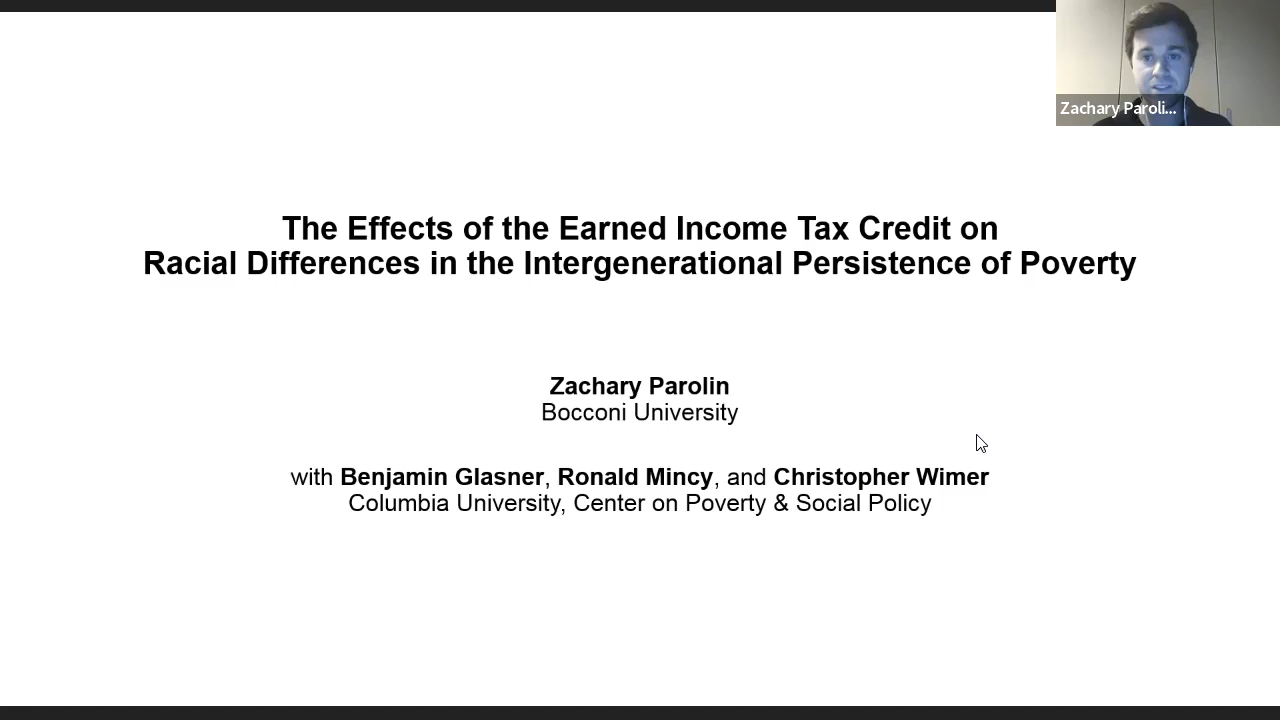 Zachary Paroli...
The Effects of the Earned Income Tax Credit on
Racial Differences in the Intergenerational Persistence of Poverty
Zachary Parolin
Bocconi University
with Benjamin Glasner, Ronald Mincy, and Christopher Wimer
Columbia University, Center on Poverty & Social Policy